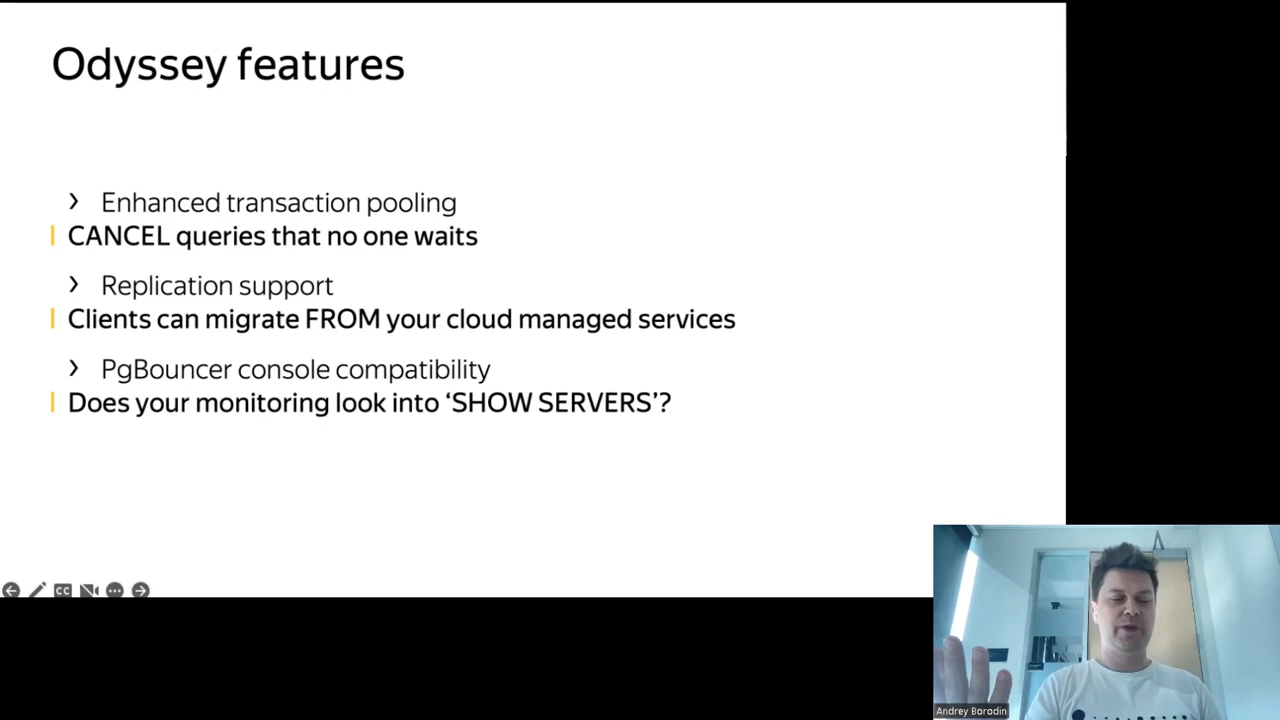 Odyssey features
› Enhanced transaction pooling
CANCEL queries that no one waits
› Replication support
Clients can migrate FROM your cloud managed services
› PgBouncer console compatibility
Does your monitoring look into ‘SHOW SERVERS’?
CC
Andrey Borodin